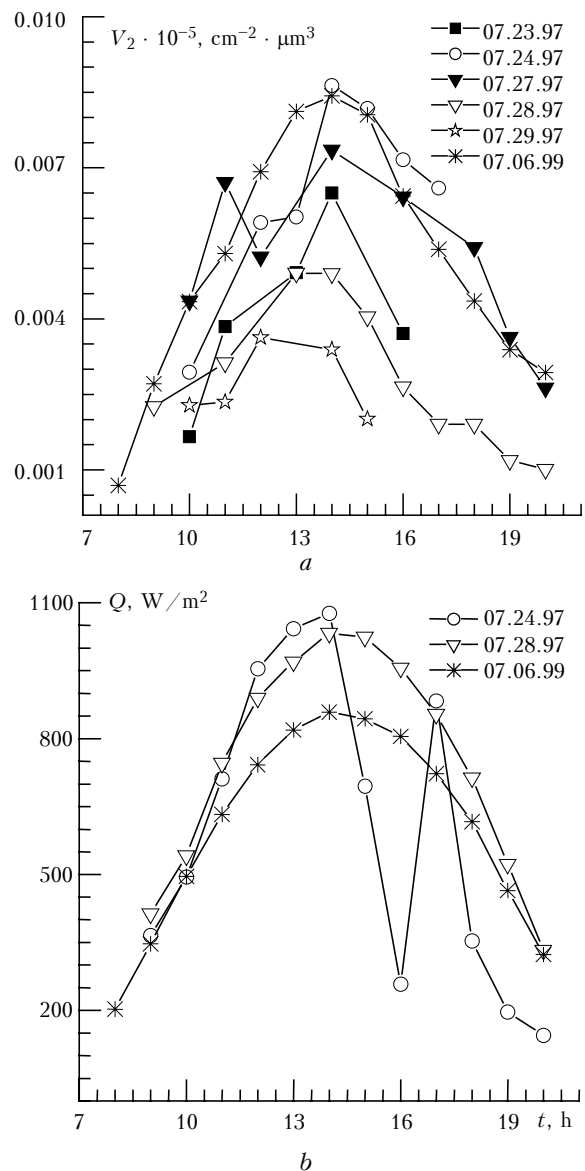 0.010
V₂ · 10⁻⁵, cm⁻² · μm³
07.23.97
07.24.97
07.27.97
07.28.97
07.29.97
07.06.99
0.007
0.004
0.001
7 10 13 16 19
a
1100
Q, W/m²
07.24.97
07.28.97
07.06.99
800
500
200
7 10 13 16 19 t, h
b